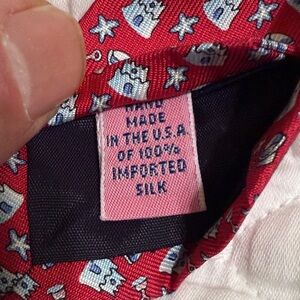 HAND
MADE
IN THE U.S.A.
OF 100%
IMPORTED
SILK